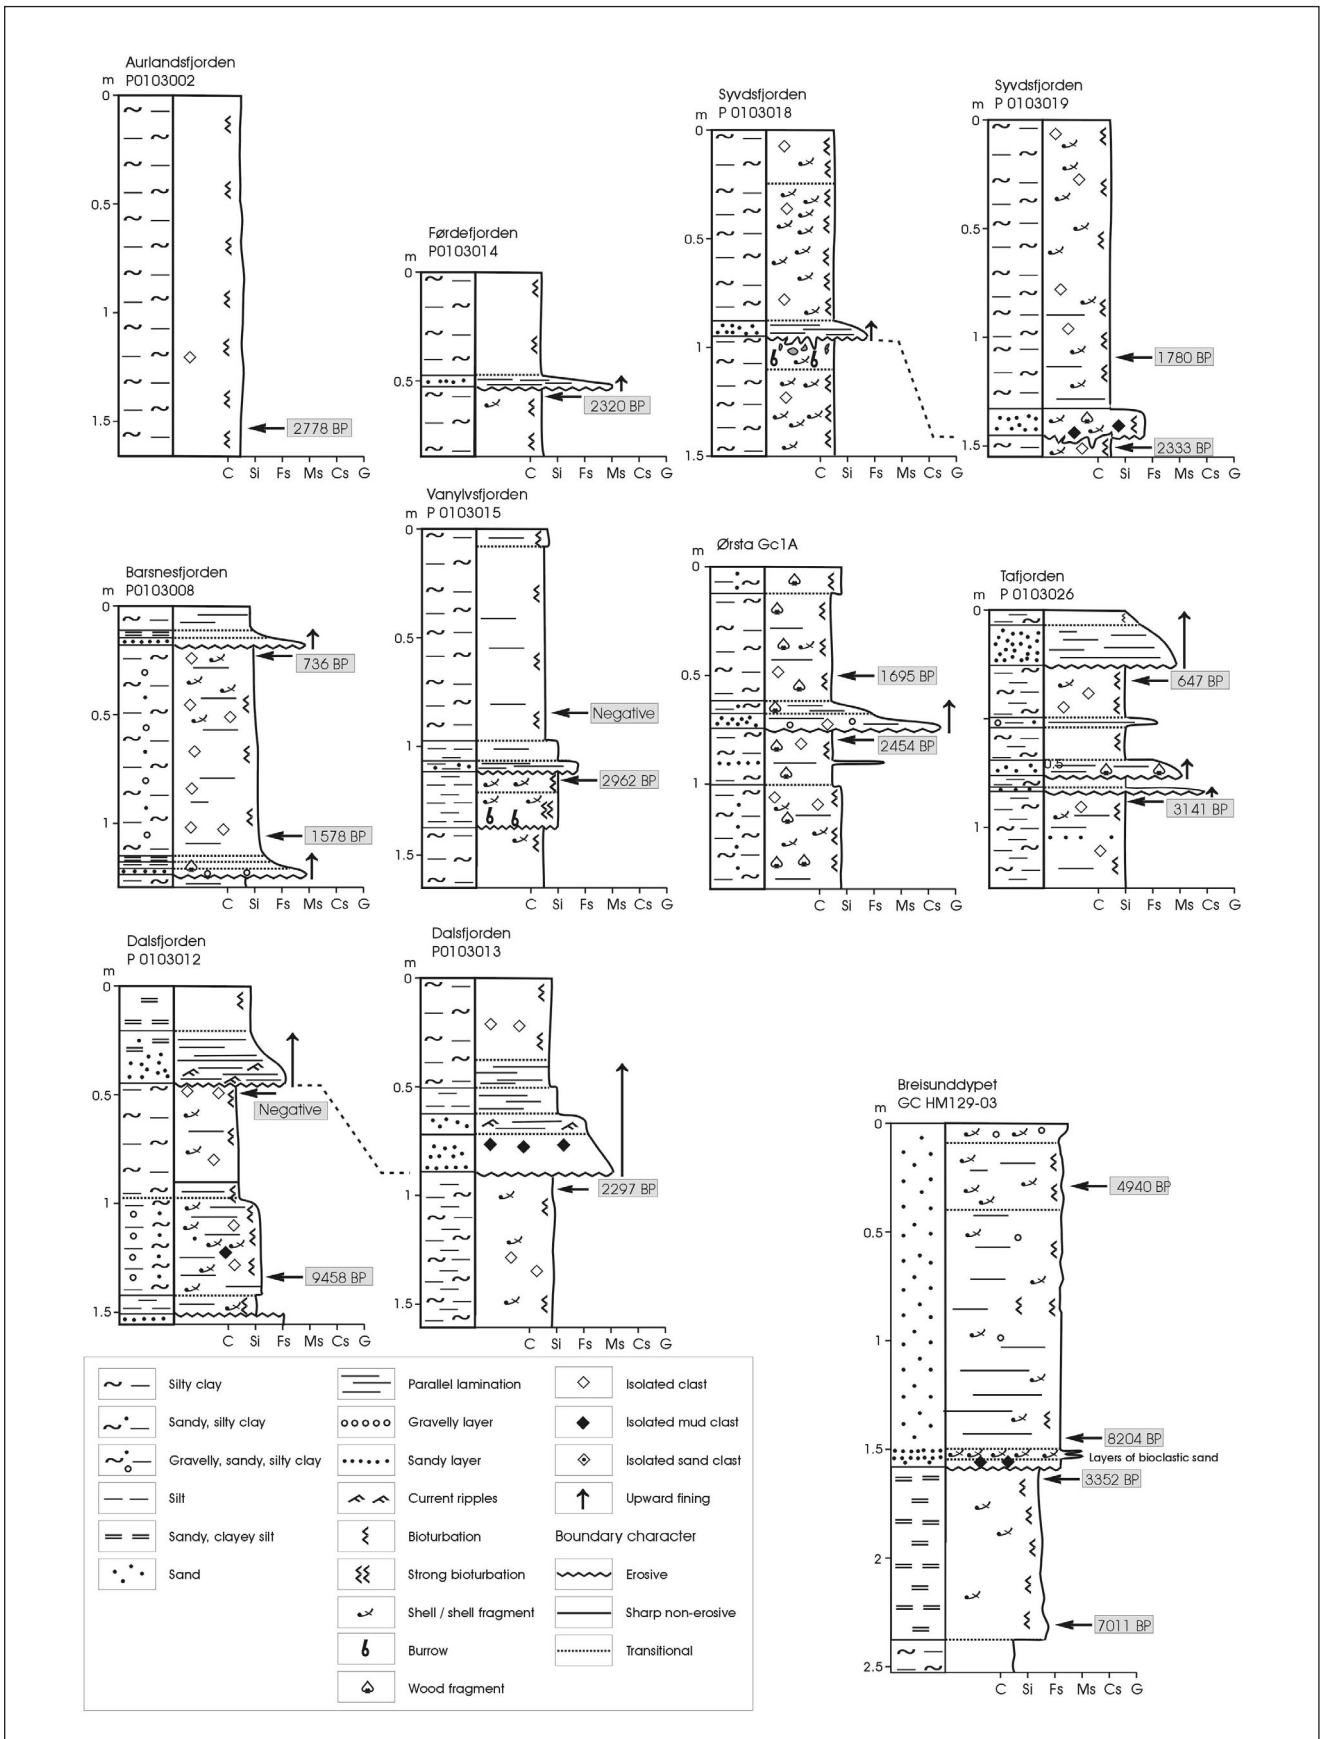 Aurlandsfjorden
P0103002
m
0
0.5
1
1.5
2778 BP
C Si Fs Ms Cs G
Førdefjorden
P0103014
m
0
0.5
2320 BP
C Si Fs Ms Cs G
Syvdsfjorden
P 0103018
m
0
0.5
1
1.5
C Si Fs Ms Cs G
Syvdsfjorden
P 0103019
m
0
0.5
1
1.5
1780 BP
2333 BP
C Si Fs Ms Cs G
Barsnesfjorden
P0103008
m
0
0.5
1
736 BP
1578 BP
C Si Fs Ms Cs G
Vanylvsfjorden
P 0103015
m
0
0.5
1
1.5
Negative
2962 BP
C Si Fs Ms Cs G
Ørsta Gc1A
m
0
0.5
1
1695 BP
2454 BP
C Si Fs Ms Cs G
Tafjorden
P 0103026
m
0
0.5
1
647 BP
3141 BP
C Si Fs Ms Cs G
Dalsfjorden
P 0103012
m
0
0.5
1
1.5
Negative
9458 BP
C Si Fs Ms Cs G
Dalsfjorden
P0103013
m
0
0.5
1
1.5
2297 BP
C Si Fs Ms Cs G
Breisunddypet
GC HM129-03
m
0
0.5
1
1.5
2
2.5
4940 BP
8204 BP
Layers of bioclastic sand
3352 BP
7011 BP
C Si Fs Ms Cs G
Silty clay
Sandy, silty clay
Gravelly, sandy, silty clay
Silt
Sandy, clayey silt
Sand
Parallel lamination
Gravelly layer
Sandy layer
Current ripples
Bioturbation
Strong bioturbation
Shell / shell fragment
Burrow
Wood fragment
Isolated clast
Isolated mud clast
Isolated sand clast
Upward fining
Boundary character
Erosive
Sharp non-erosive
Transitional